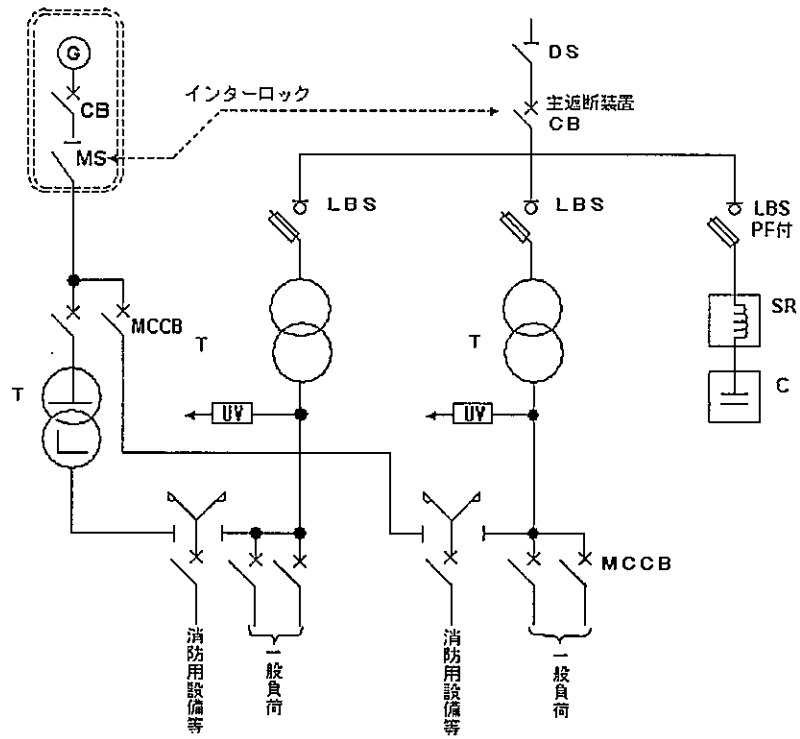 G
CB
MS
インターロック
DS
主遮断装置
CB
LBS
LBS
LBS
PF付
MCCB
T
T
T
SR
C
UV
UV
MCCB
消防用設備等
一般負荷
消防用設備等
一般負荷